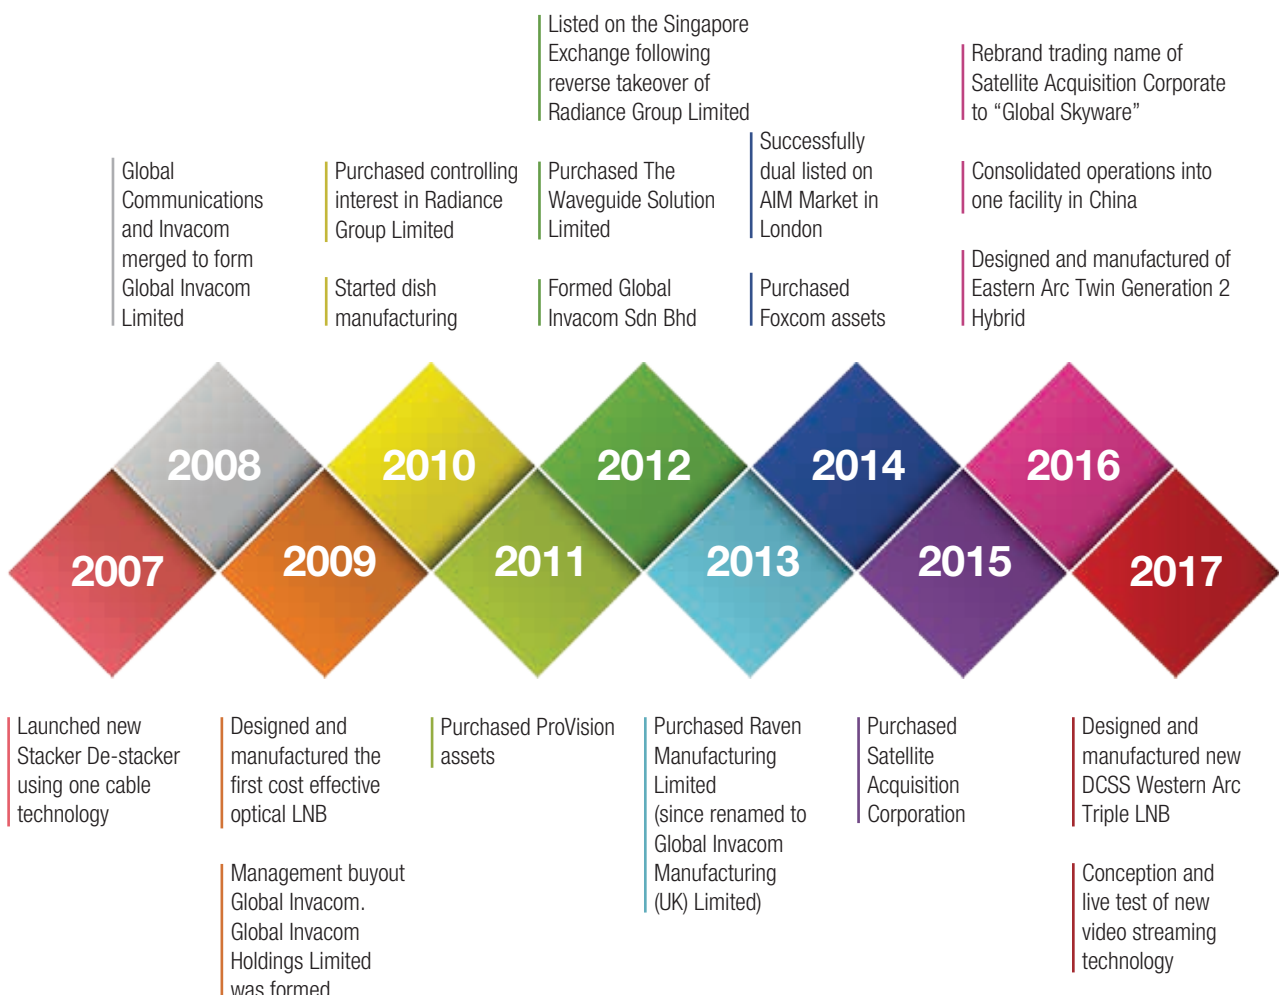 Listed on the Singapore
Exchange following
reverse takeover of
Radiance Group Limited
Rebrand trading name of
Satellite Acquisition Corporate
to “Global Skyware”
Global
Communications
and Invacom
merged to form
Global Invacom
Limited
Purchased controlling
interest in Radiance
Group Limited
Started dish
manufacturing
Purchased The
Waveguide Solution
Limited
Formed Global
Invacom Sdn Bhd
Successfully
dual listed on
AIM Market in
London
Purchased
Foxcom assets
Consolidated operations into
one facility in China
Designed and manufactured of
Eastern Arc Twin Generation 2
Hybrid
2008
2010
2012
2014
2016
2007
2009
2011
2013
2015
2017
Launched new
Stacker De-stacker
using one cable
technology
Designed and
manufactured the
first cost effective
optical LNB
Management buyout
Global Invacom.
Global Invacom
Holdings Limited
was formed
Purchased ProVision
assets
Purchased Raven
Manufacturing
Limited
(since renamed to
Global Invacom
Manufacturing
(UK) Limited)
Purchased
Satellite
Acquisition
Corporation
Designed and
manufactured new
DCSS Western Arc
Triple LNB
Conception and
live test of new
video streaming
technology